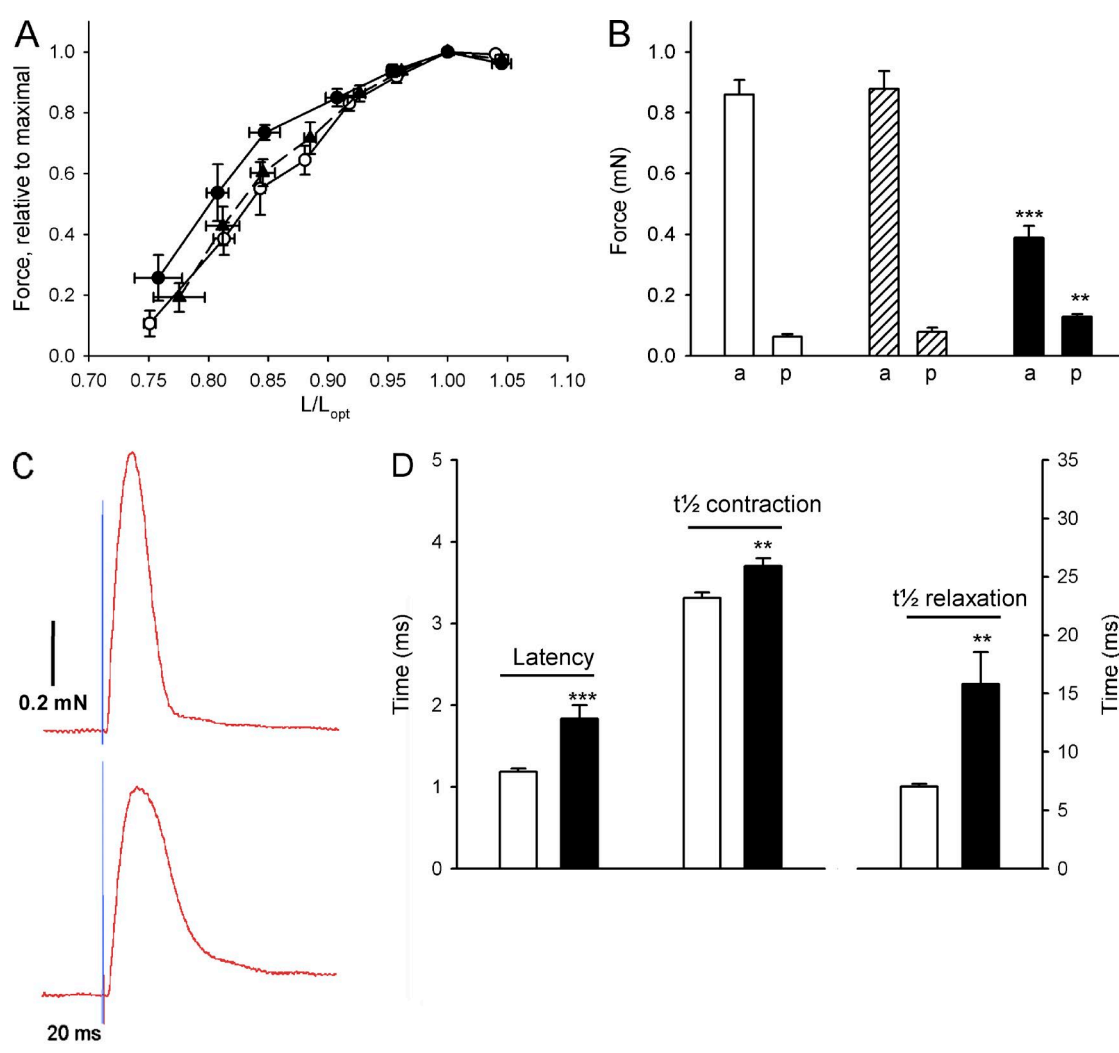 A
Force, relative to maximal
1.0
0.8
0.6
0.4
0.2
0.0
0.70 0.75 0.80 0.85 0.90 0.95 1.00 1.05 1.10
L/Lopt
B
Force (mN)
1.0
0.8
0.6
0.4
0.2
0.0
***
**
a p a p a p
C
0.2 mN
20 ms
D
Time (ms)
5
4
3
2
1
0
Latency
***
t½ contraction
**
t½ relaxation
**
35
30
25
20
15
10
5
0
Time (ms)